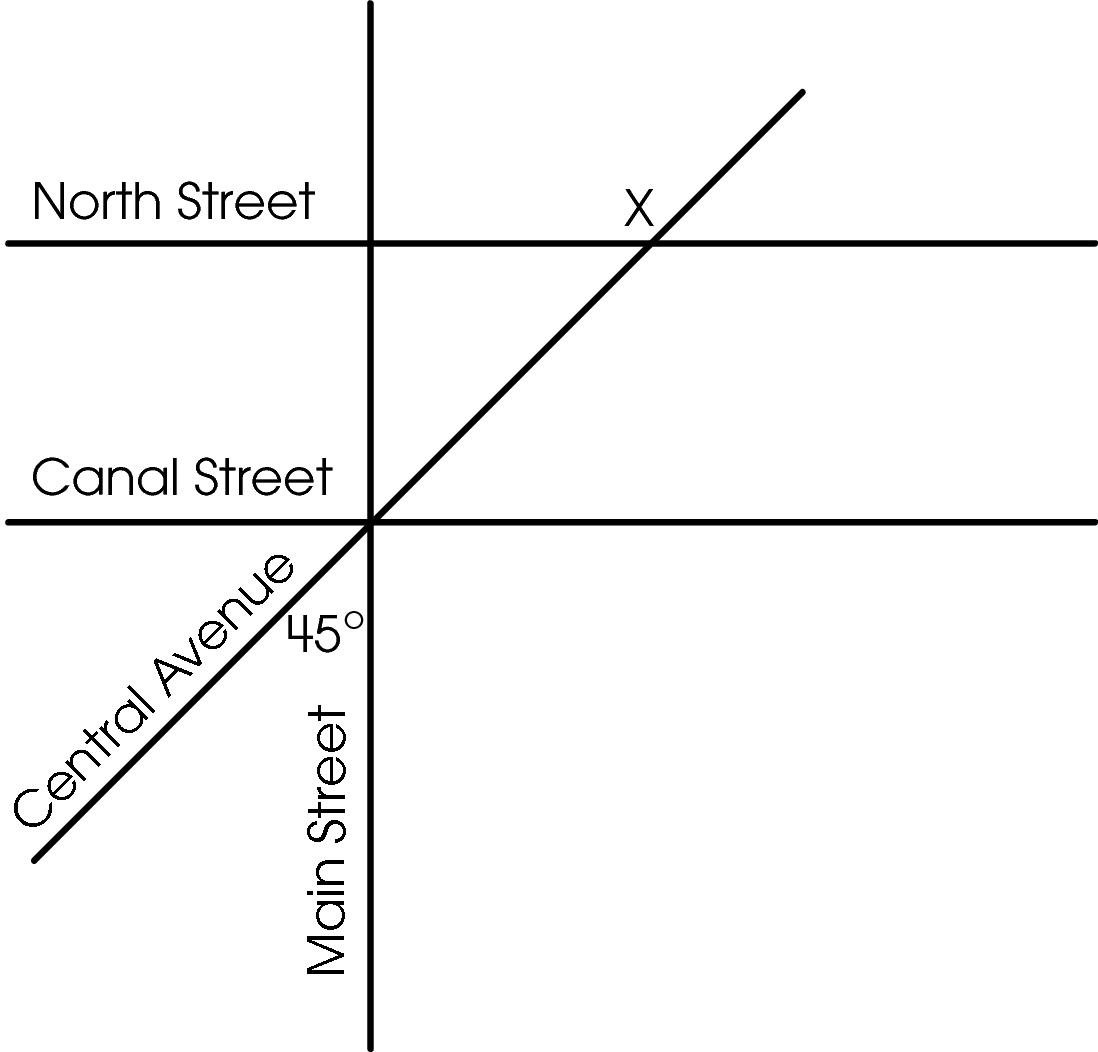 North Street
X
Canal Street
Central Avenue
45°
Main Street